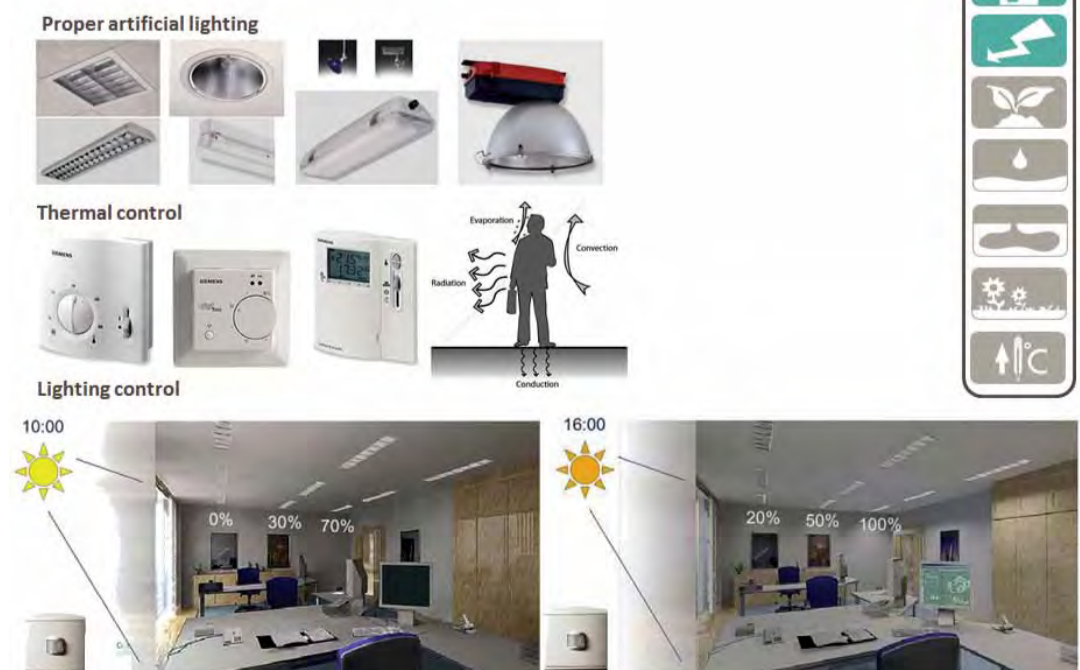 Proper artificial lighting
Thermal control
SIEMENS
SIEMENS
SIEMENS
Evaporation
Convection
Radiation
Conduction
°C
Lighting control
10:00
0% 30% 70%
16:00
20% 50% 100%